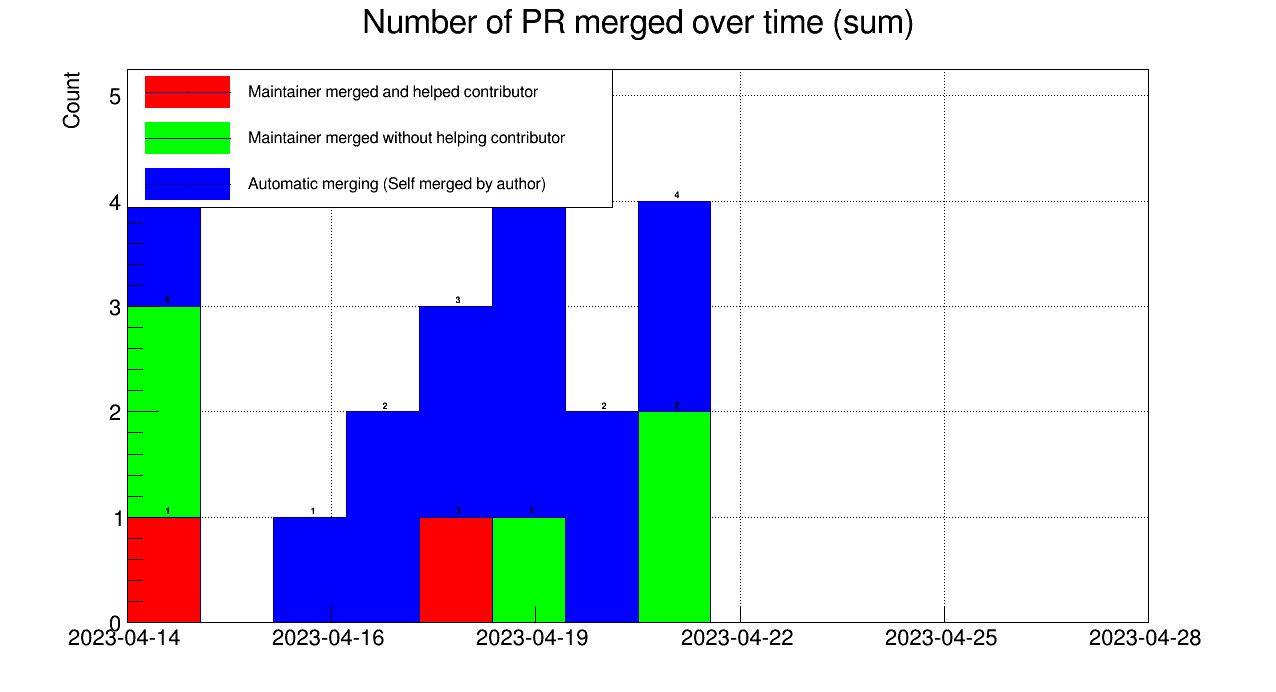 Number of PR merged over time (sum)
Count
Maintainer merged and helped contributor
Maintainer merged without helping contributor
Automatic merging (Self merged by author)
5
4
3
2
1
0
4
3
3
2
2
2
1
1
1
1
2023-04-14 2023-04-16 2023-04-19 2023-04-22 2023-04-25 2023-04-28